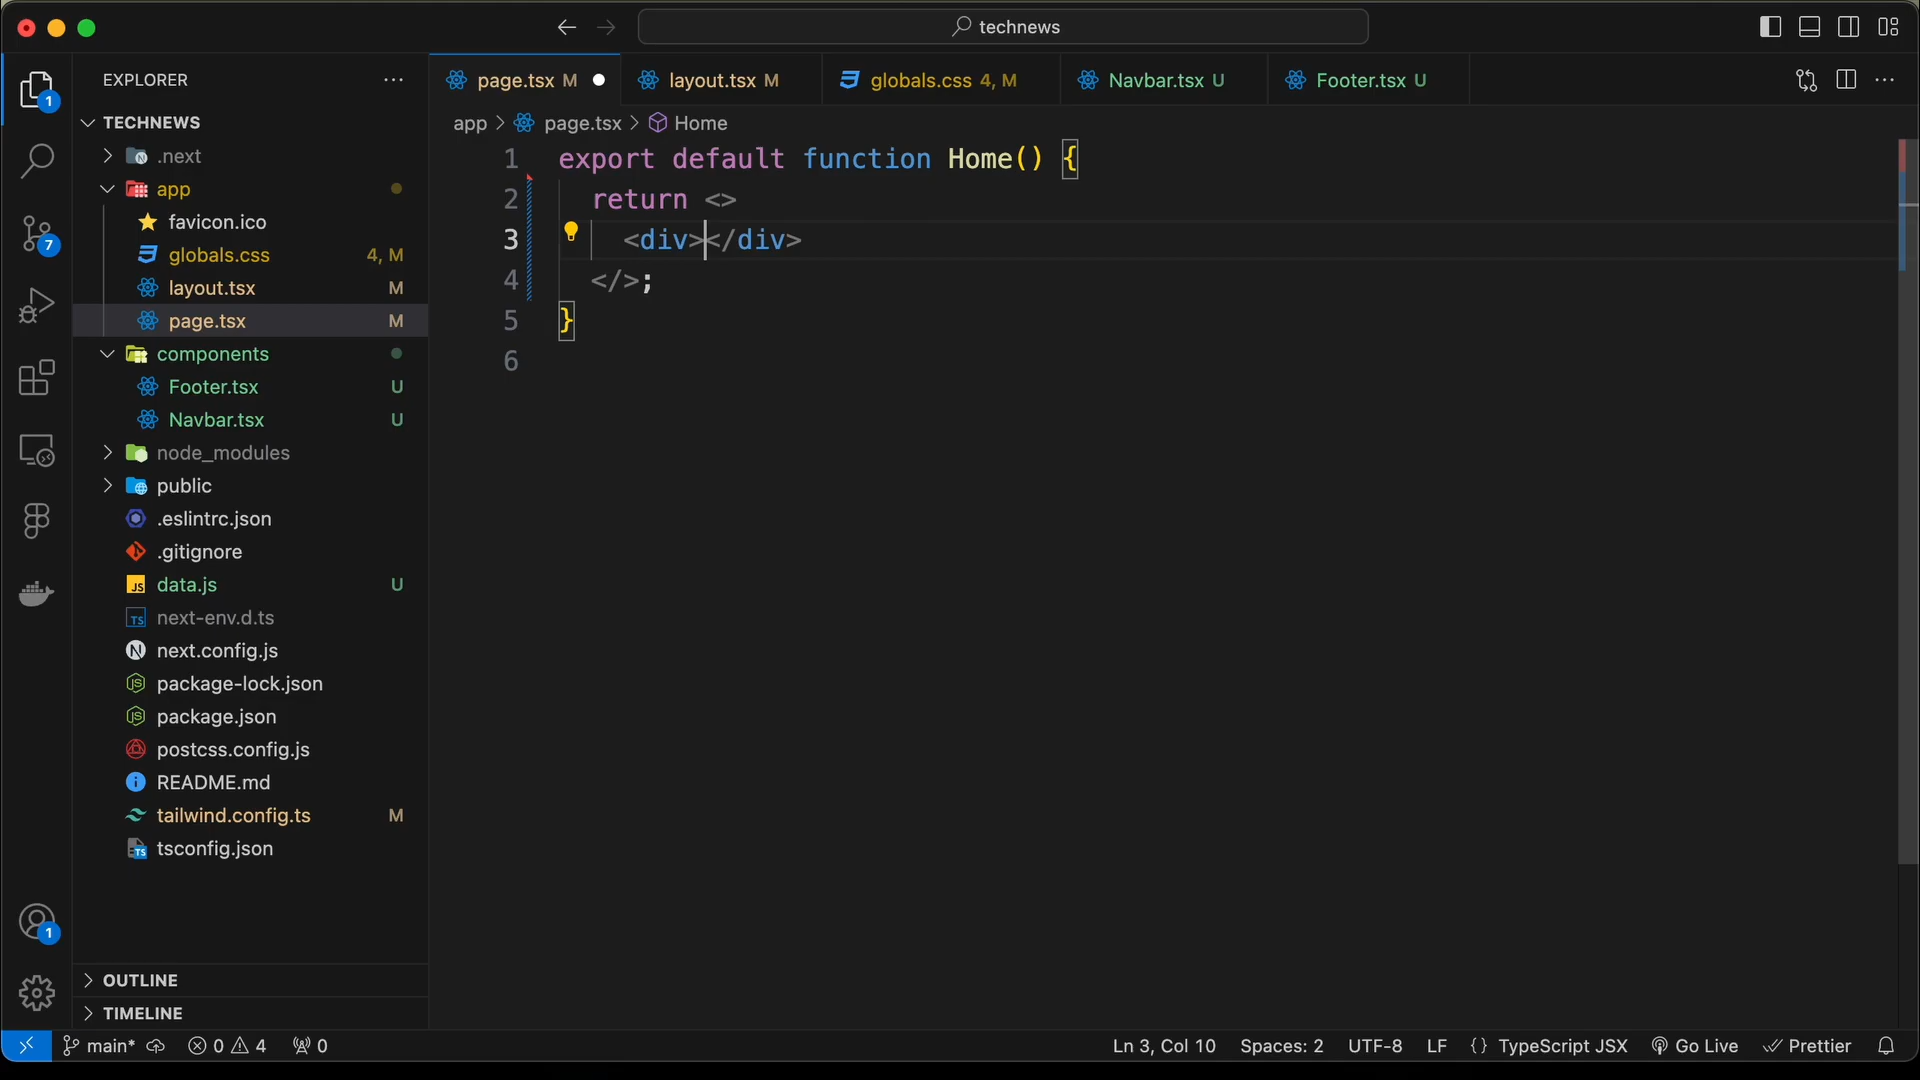 technews
EXPLORER
TECHNEWS
.next
app
favicon.ico
globals.css 4, M
layout.tsx M
page.tsx M
components
Footer.tsx U
Navbar.tsx U
node_modules
public
.eslintrc.json
.gitignore
data.js U
next-env.d.ts
next.config.js
package-lock.json
package.json
postcss.config.js
README.md
tailwind.config.ts M
tsconfig.json
OUTLINE
TIMELINE
1
7
1
page.tsx M layout.tsx M globals.css 4, M Navbar.tsx U Footer.tsx U
app > page.tsx > Home
1 export default function Home() {
2 return <>
3 <div></div>
4 </>;
5 }
6
main* 0 4 0 Ln 3, Col 10 Spaces: 2 UTF-8 LF {} TypeScript JSX Go Live Prettier